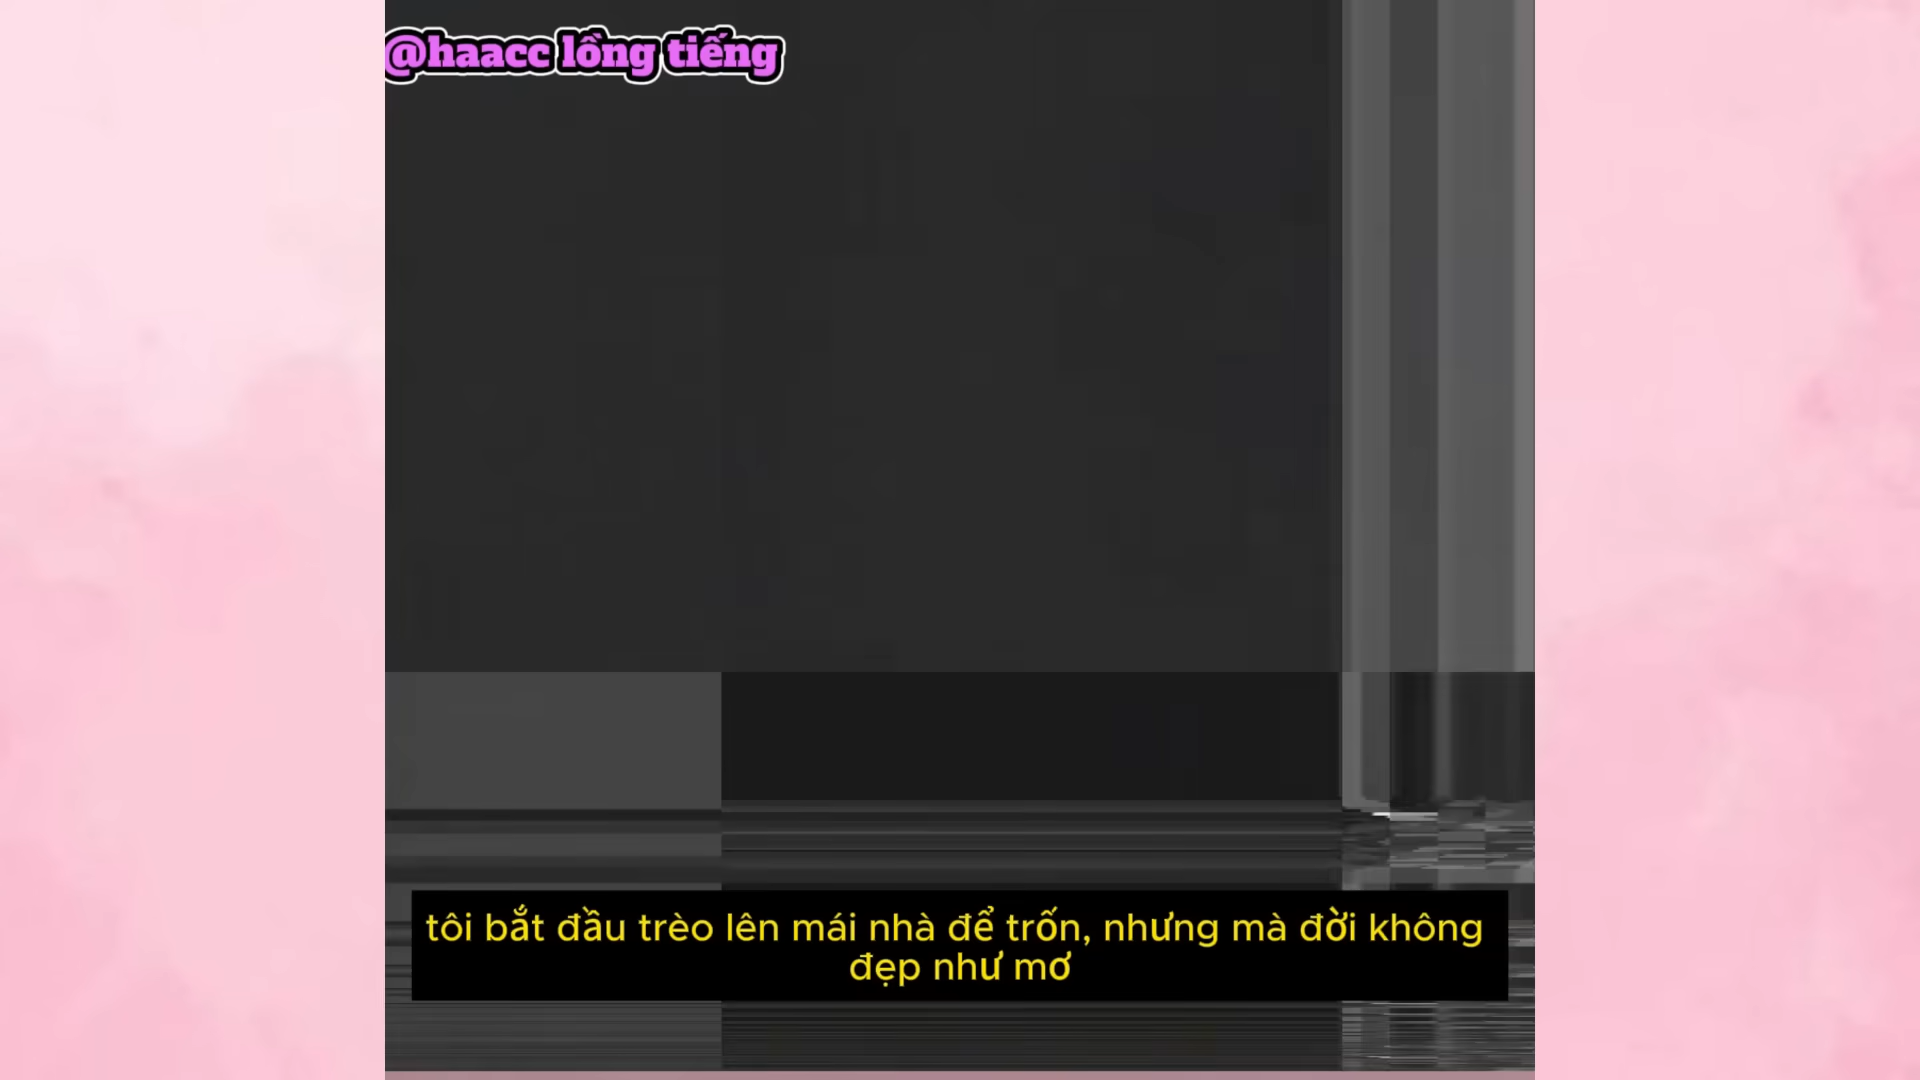 @haacc lồng tiếng
tôi bắt đầu trèo lên mái nhà để trốn, nhưng mà đời không
đẹp như mơ